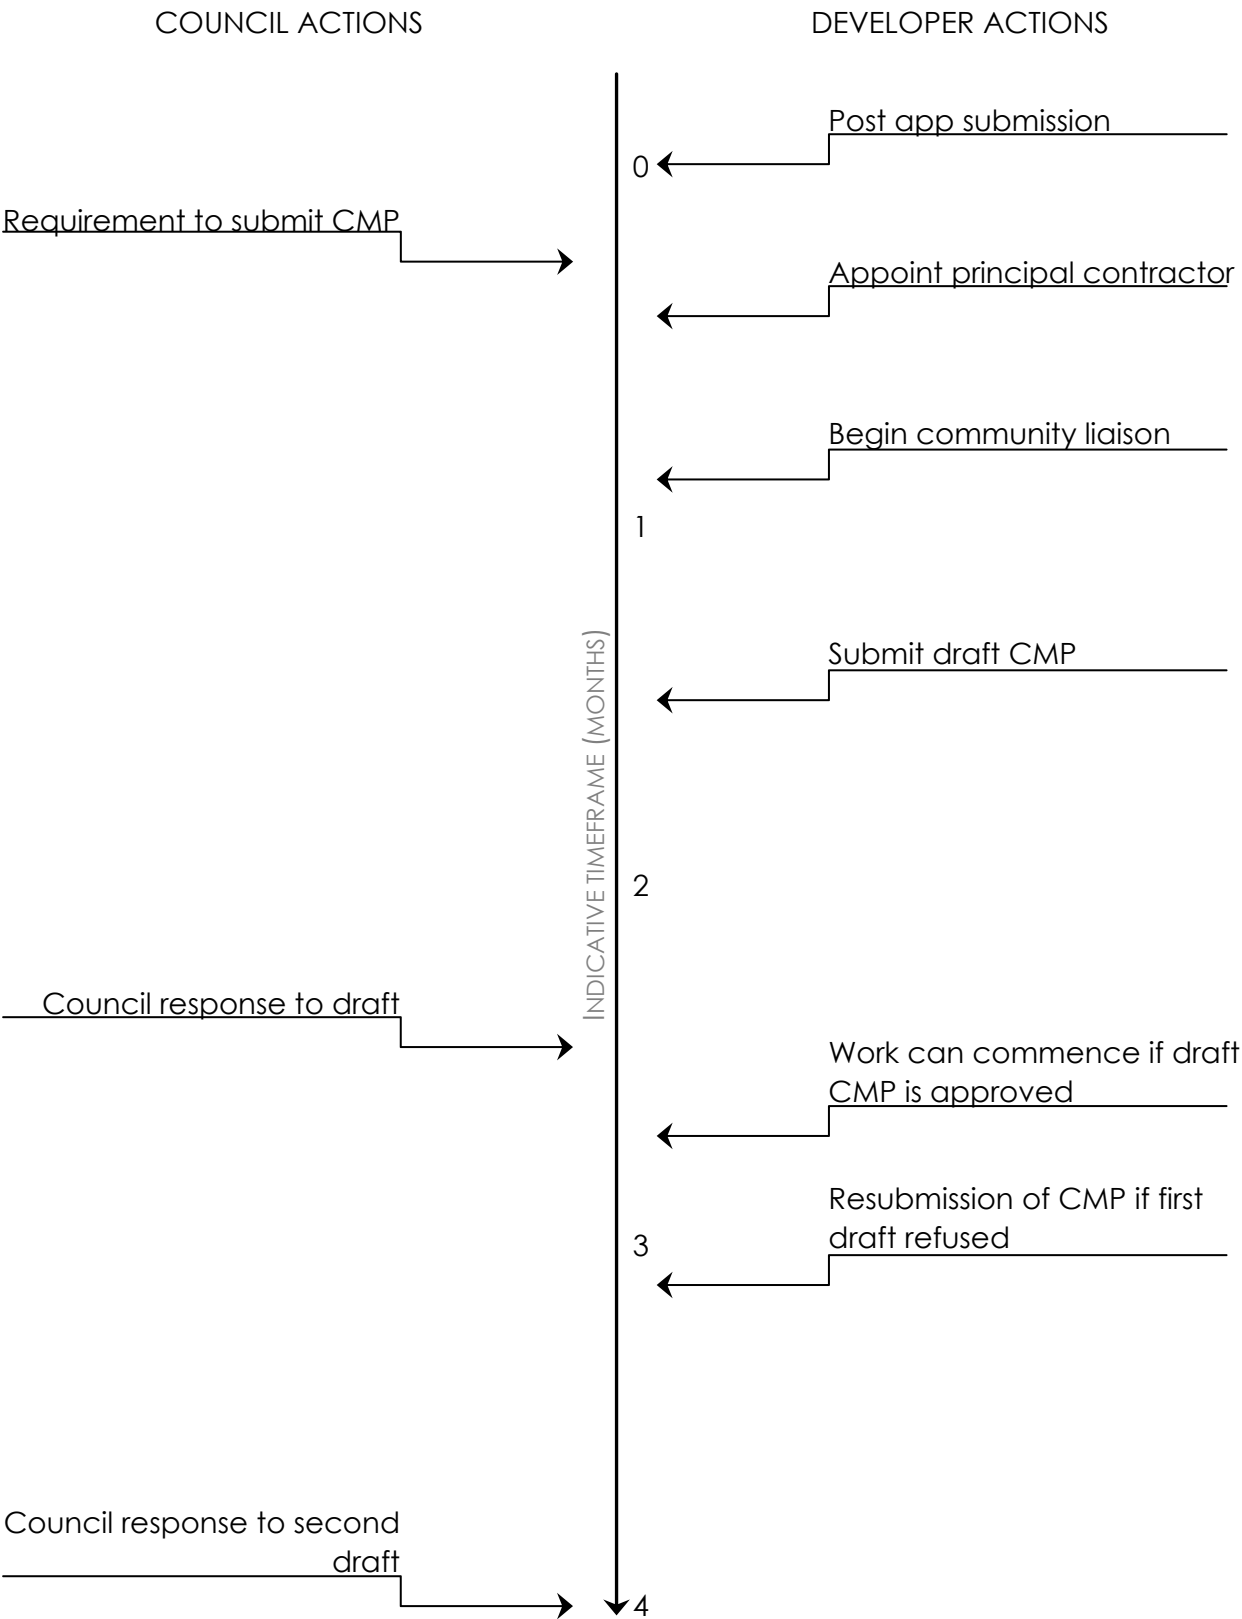 COUNCIL ACTIONS
DEVELOPER ACTIONS
Post app submission
0
Requirement to submit CMP
Appoint principal contractor
Begin community liaison
1
Submit draft CMP
INDICATIVE TIMEFRAME (MONTHS)
2
Council response to draft
Work can commence if draft
CMP is approved
Resubmission of CMP if first
draft refused
3
Council response to second
draft
4